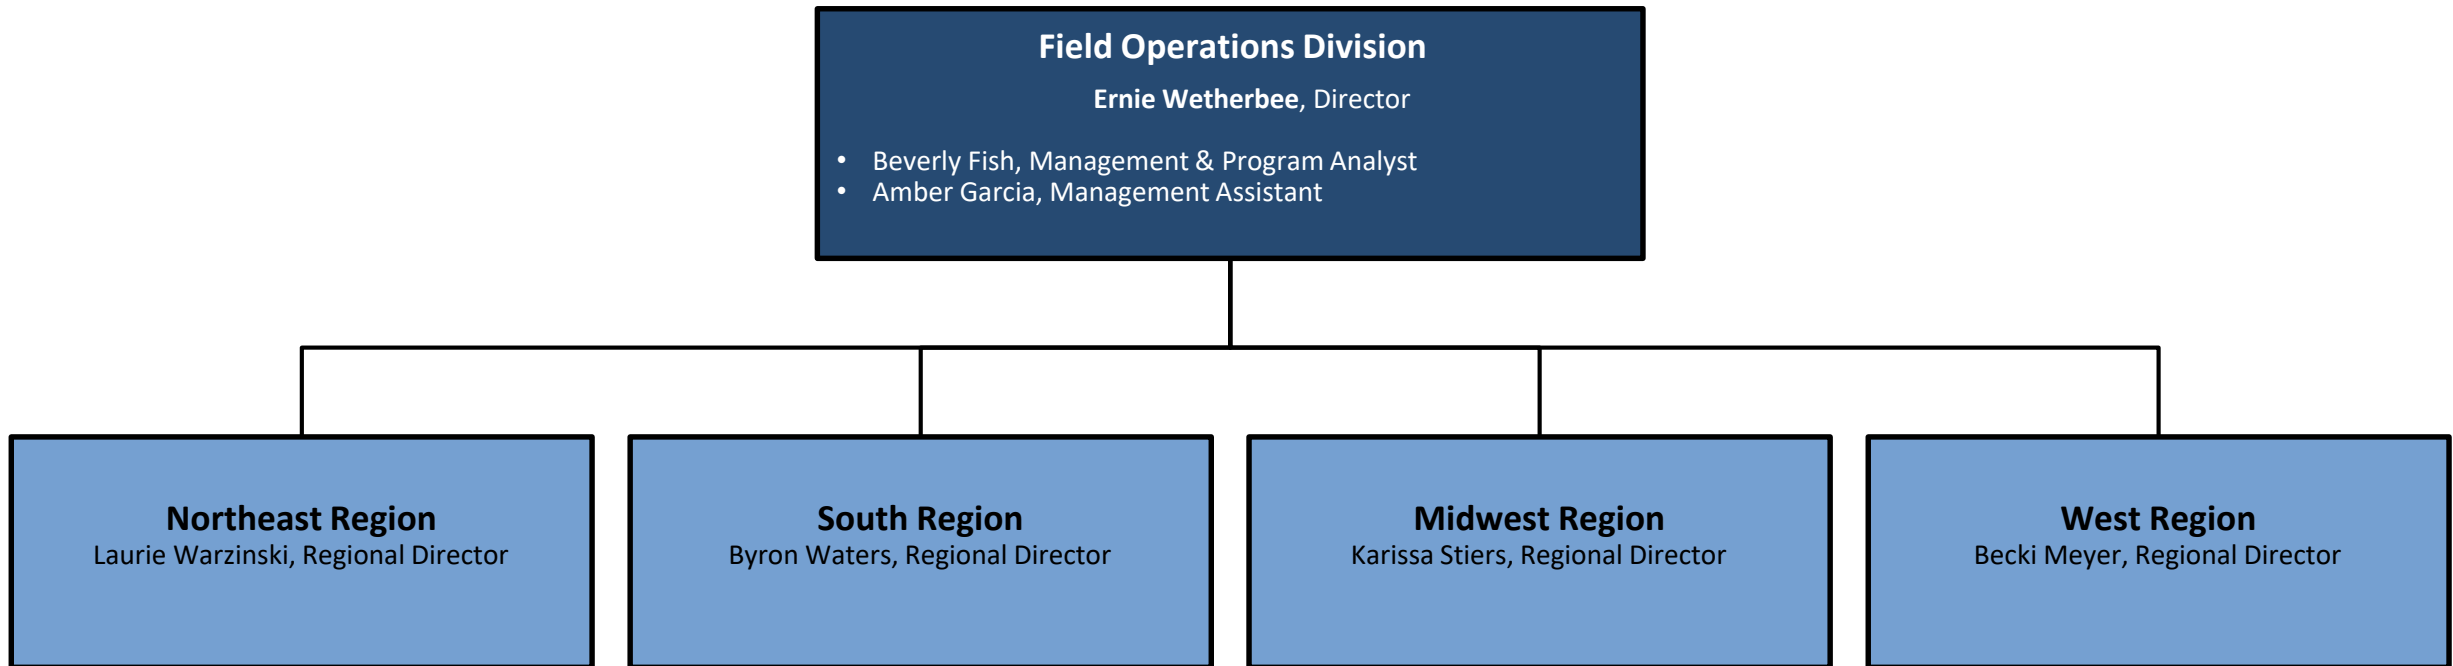 Field Operations Division
Ernie Wetherbee, Director
• Beverly Fish, Management & Program Analyst
• Amber Garcia, Management Assistant
Northeast Region
Laurie Warzinski, Regional Director
South Region
Byron Waters, Regional Director
Midwest Region
Karissa Stiers, Regional Director
West Region
Becki Meyer, Regional Director